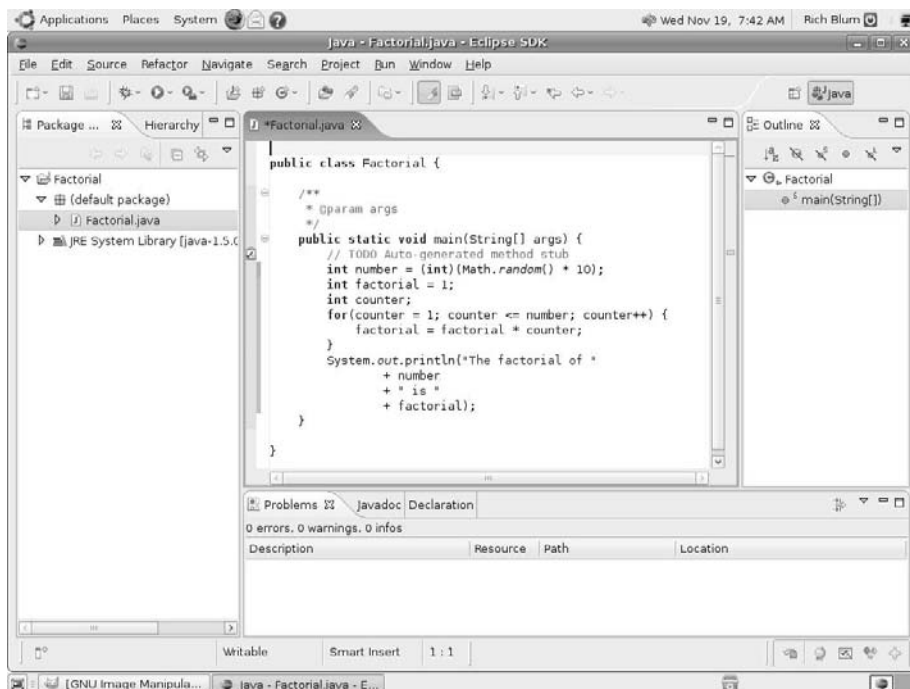 Applications Places System
Wed Nov 19, 7:42 AM Rich Blum
Java - Factorial.java - Eclipse SDK
File Edit Source Refactor Navigate Search Project Run Window Help
Java
Package ... Hierarchy
*Factorial.java
Outline
Factorial
(default package)
Factorial.java
JRE System Library [java-1.5.0
public class Factorial {
/**
* @param args
*/
public static void main(String[] args) {
// TODO Auto-generated method stub
int number = (int)(Math.random() * 10);
int factorial = 1;
int counter;
for(counter = 1; counter <= number; counter++) {
factorial = factorial * counter;
}
System.out.println("The factorial of "
+ number
+ " is "
+ factorial);
}
}
Factorial
main(String[])
Problems Javadoc Declaration
0 errors, 0 warnings, 0 infos
Description Resource Path Location
Writable Smart Insert 1 : 1
[GNU Image Manipula... Java - Factorial.java - E...